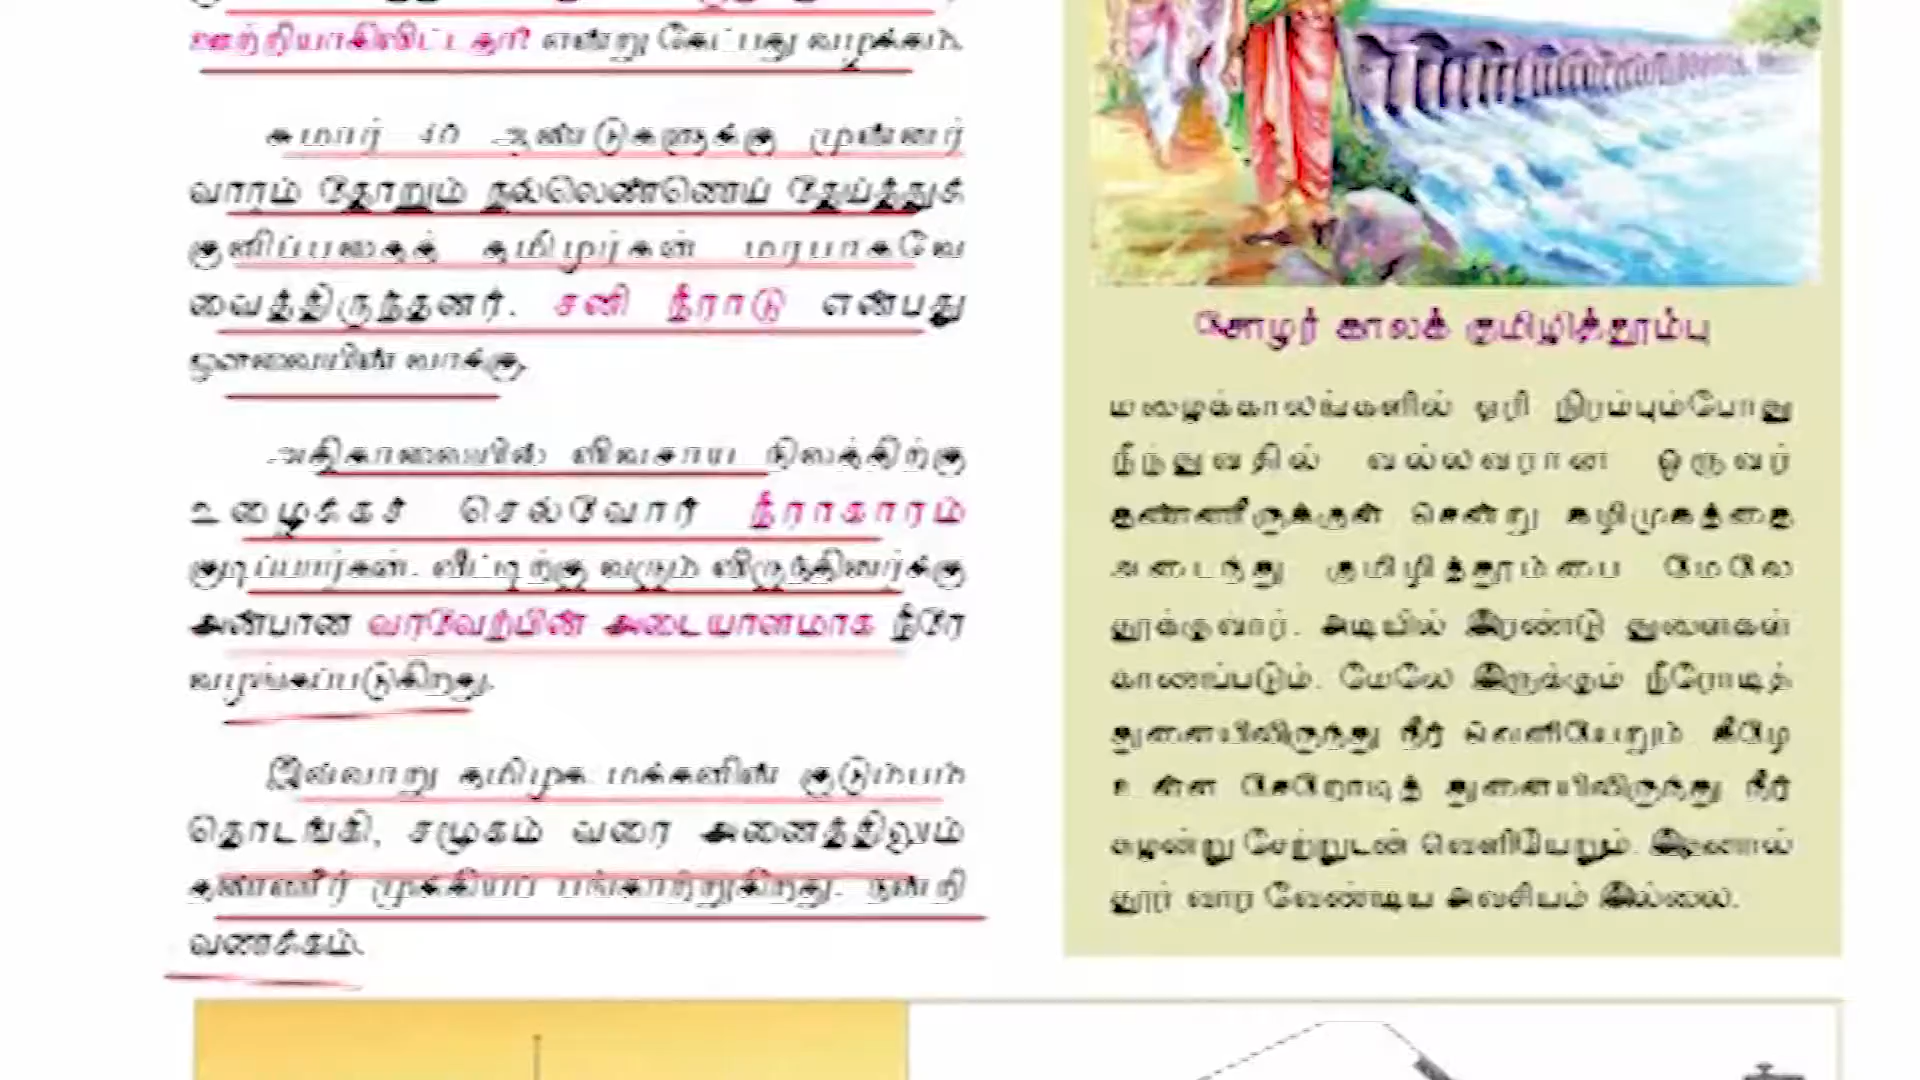 ஊற்றியாகிவிட்டதா? என்று கேட்பது வழக்கம்.
சுமார் 40 ஆண்டுகளுக்கு முன்னர்
வாரம் தோறும் நல்லெண்ணெய் தேய்த்துக்
குளிப்பதைத் தமிழர்கள் மரபாகவே
வைத்திருந்தனர். சனி நீராடு என்பது
ஔவையின் வாக்கு.
அதிகாலையில் விவசாய நிலத்திற்கு
உழைக்கச் செல்வோர் நீராகாரம்
குடிப்பார்கள். வீட்டிற்கு வரும் விருந்தினர்க்கு
அன்பான வரவேற்பின் அடையாளமாக நீரே
வழங்கப்படுகிறது.
இவ்வாறு தமிழக மக்களின் குடும்பம்
தொடங்கி, சமூகம் வரை அனைத்திலும்
தண்ணீர் முக்கியப் பங்காற்றுகிறது. நன்றி
வணக்கம்.
சோழர் காலக் குமிழித்தூம்பு
மழைக்காலங்களில் ஏரி நிரம்பும்போது
நீந்துவதில் வல்லவரான ஒருவர்
தண்ணீருக்குள் சென்று கழிமுகத்தை
அடைந்து குமிழித்தூம்பை மேலே
தூக்குவார். அடியில் இரண்டு துளைகள்
காணப்படும். மேலே இருக்கும் நீரோடித்
துளையிலிருந்து நீர் வெளியேறும். கீழே
உள்ள சேறோடித் துளையிலிருந்து நீர்
சுழன்று சேற்றுடன் வெளியேறும். இதனால்
தூர் வார வேண்டிய அவசியம் இல்லை.